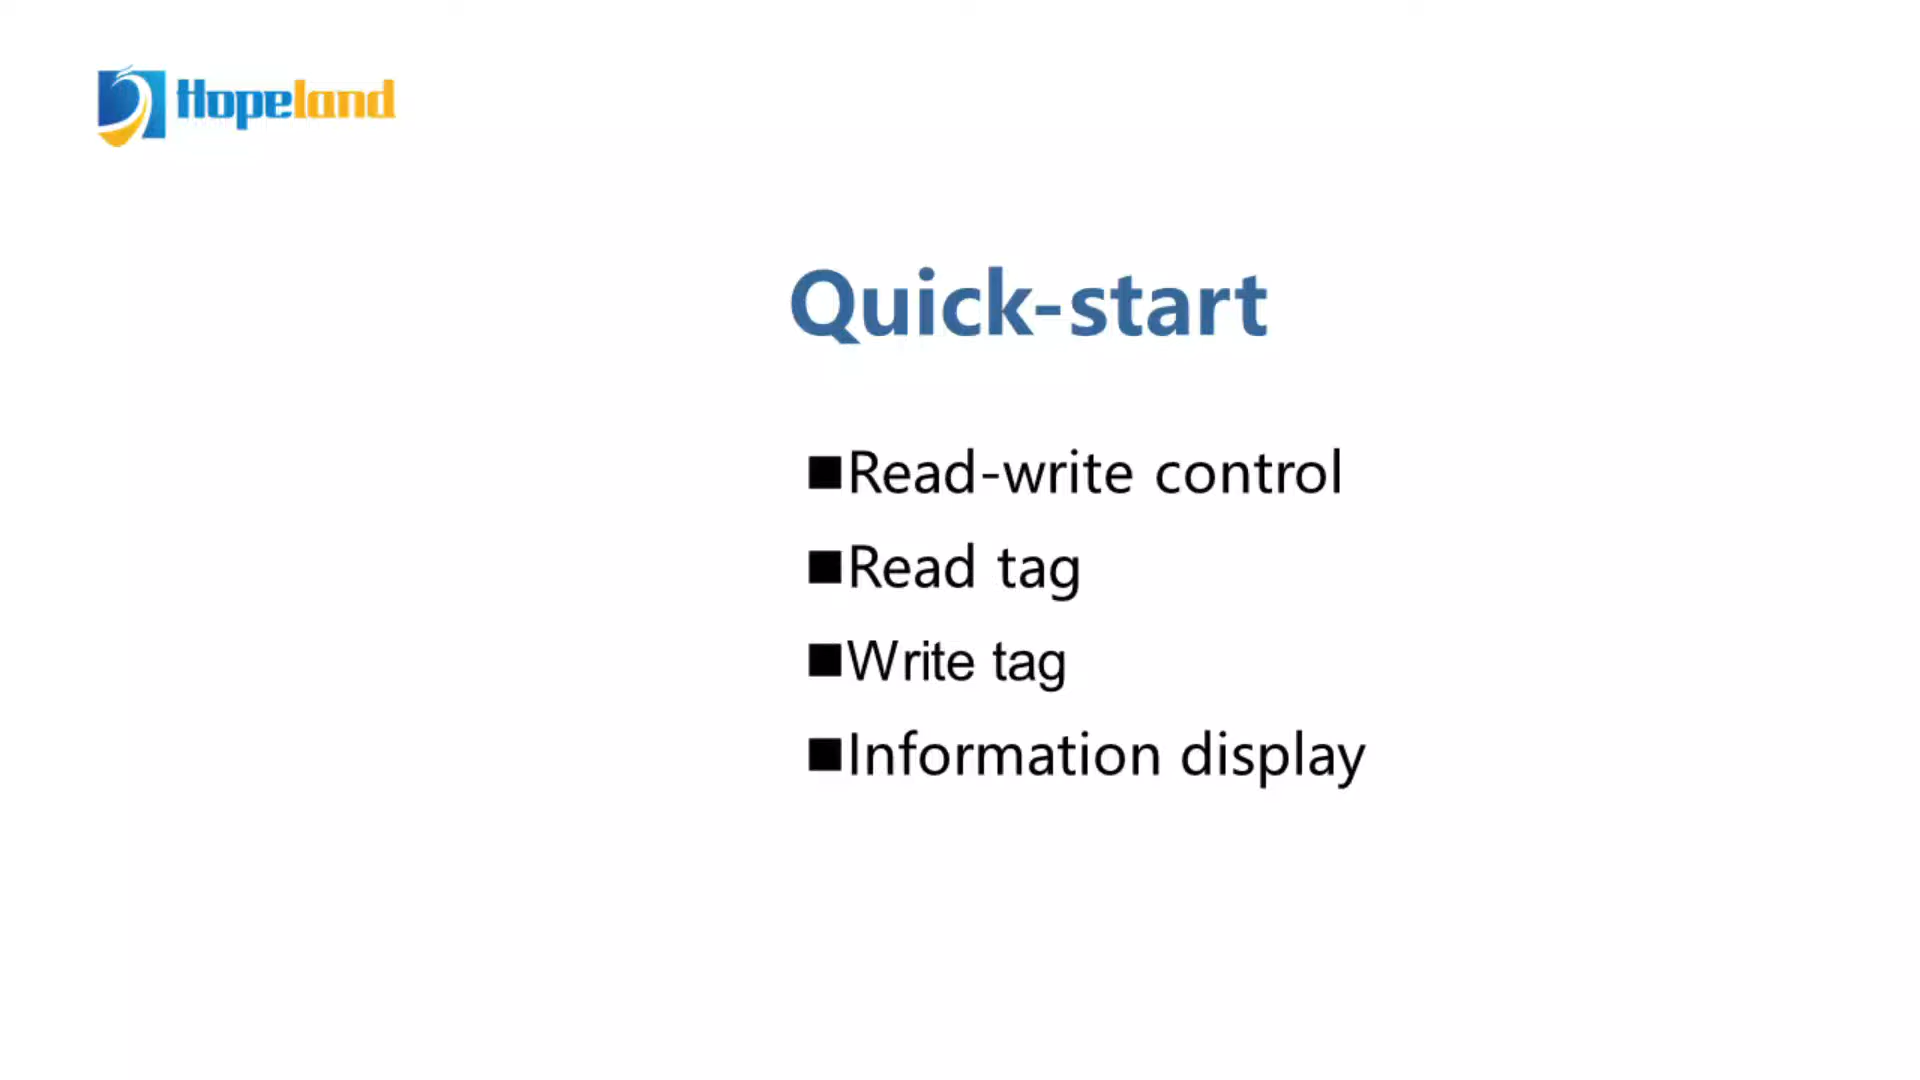 Hopeland
Quick-start
■Read-write control
■Read tag
■Write tag
■Information display